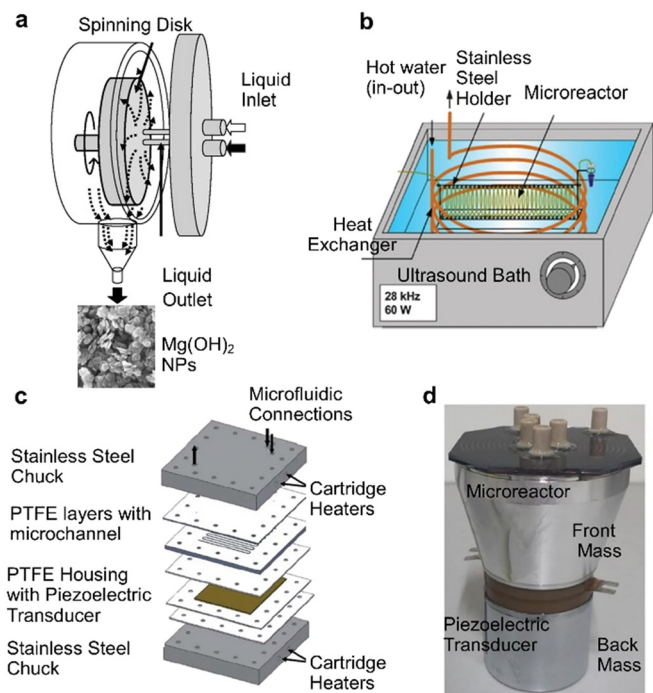 a
Spinning Disk
Liquid
Inlet
Liquid
Outlet
Mg(OH)2
NPs
b
Hot water
(in-out)
Stainless
Steel
Holder
Microreactor
Heat
Exchanger
Ultrasound Bath
28 kHz
60 W
c
Microfluidic
Connections
Stainless Steel
Chuck
Cartridge
Heaters
PTFE layers with
microchannel
PTFE Housing
with Piezoelectric
Transducer
Stainless Steel
Chuck
Cartridge
Heaters
d
Microreactor
Front
Mass
Piezoelectric
Transducer
Back
Mass